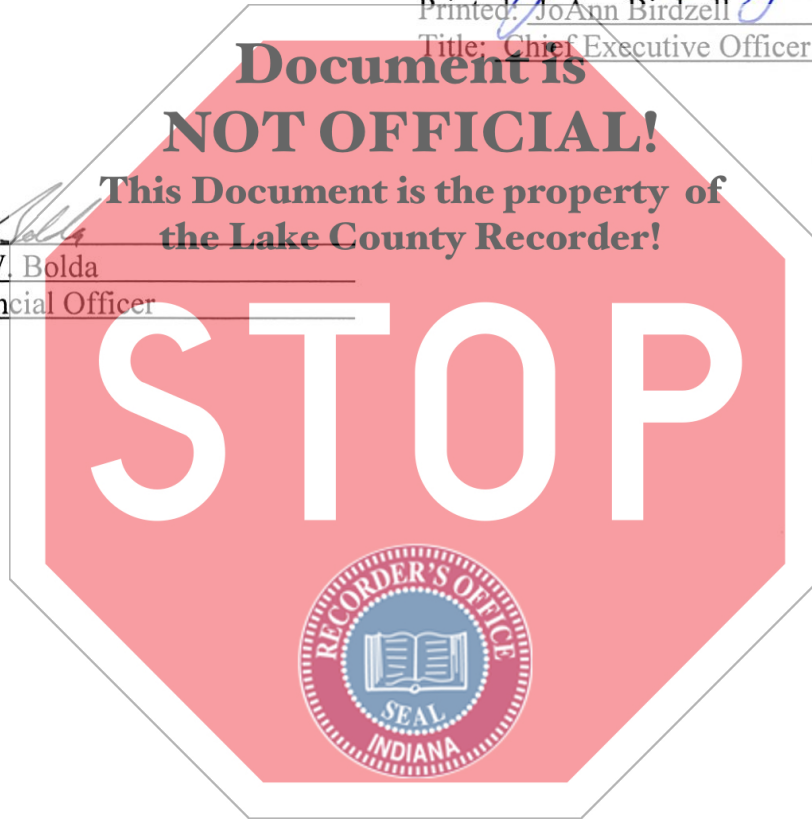 Printed: JoAnn Birdzell
Title: Chief Executive Officer
Document is
NOT OFFICIAL!
This Document is the property of
the Lake County Recorder!
Bolda
V. Bolda
ncial Officer
STOP
RECORDER'S OFFICE
SEAL
INDIANA